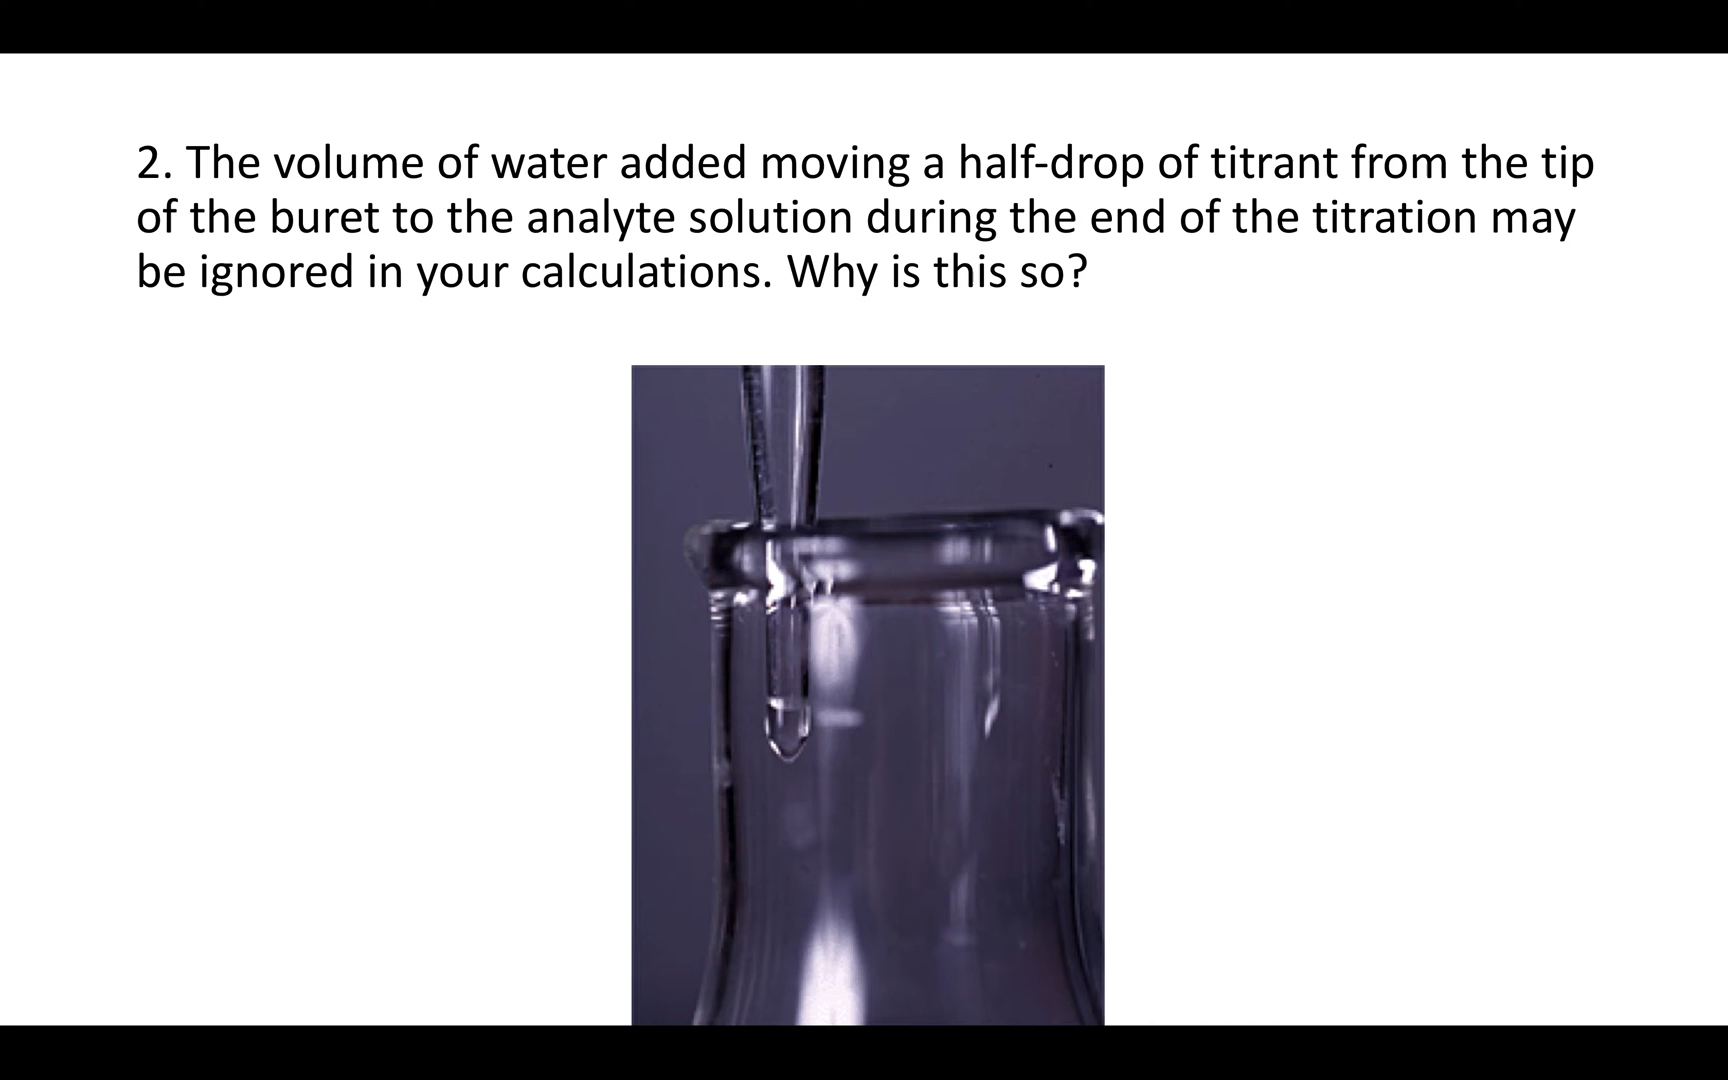 2. The volume of water added moving a half-drop of titrant from the tip
of the buret to the analyte solution during the end of the titration may
be ignored in your calculations. Why is this so?